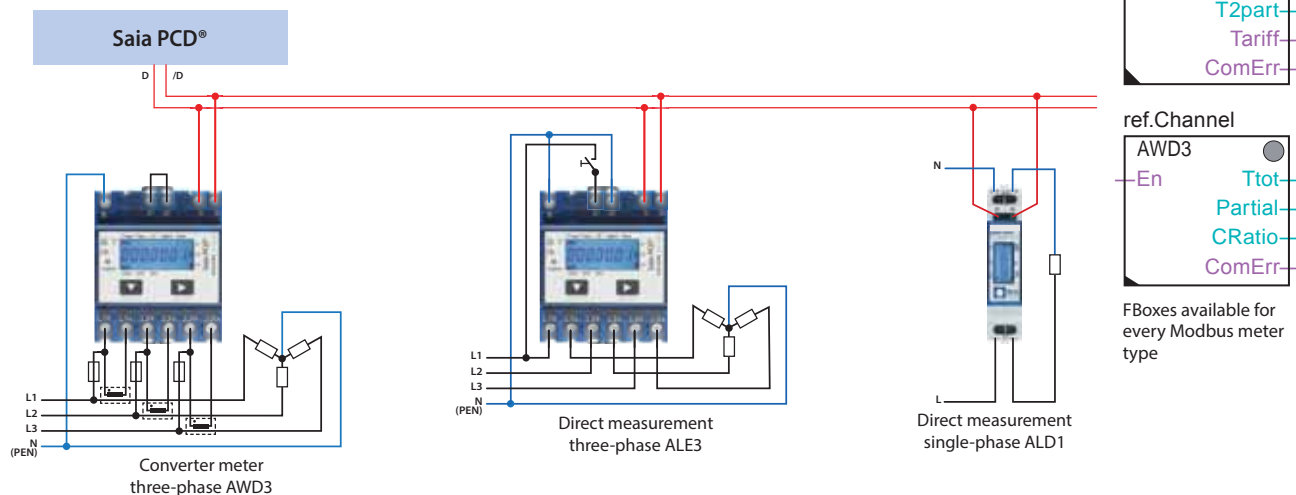 Saia PCD®
D /D
T2part
Tariff
ComErr
ref.Channel
AWD3
En Ttot
Partial
CRatio
ComErr
FBoxes available for
every Modbus meter
type
L1
L2
L3
N
(PEN)
Converter meter
three-phase AWD3
L1
L2
L3
N
(PEN)
Direct measurement
three-phase ALE3
N
L
Direct measurement
single-phase ALD1